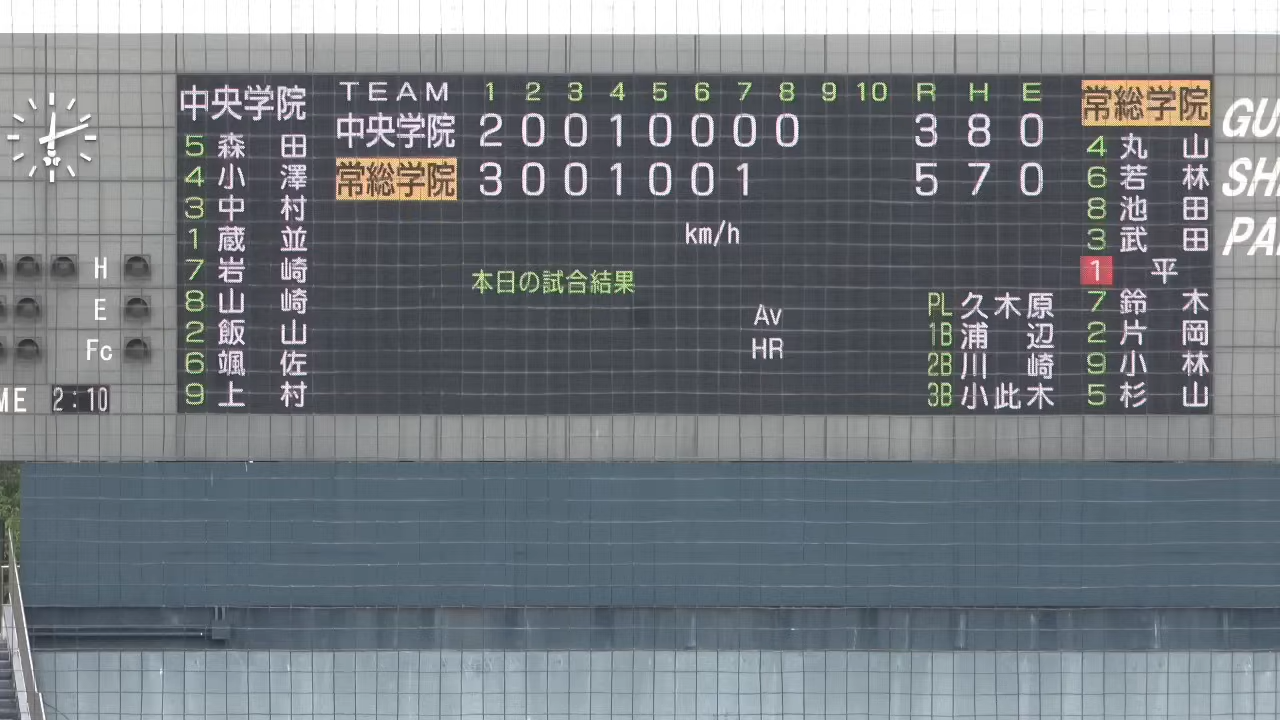 中央学院
5 森田
4 小澤
3 中村
1 蔵並
7 岩崎
8 山崎
2 飯山
6 颯佐
9 上村
TEAM 1 2 3 4 5 6 7 8 9 10 R H E
中央学院 2 0 0 1 0 0 0 0 3 8 0
常総学院 3 0 0 1 0 0 1 5 7 0
km/h
本日の試合結果
Av
HR
PL 久木原
1B 浦辺
2B 川崎
3B 小此木
常総学院
4 丸山
6 若林
8 池田
3 武田
1 平
7 鈴木
2 片岡
9 小林
5 杉山
H
E
Fc
ME 2:10
GU
SH
PA